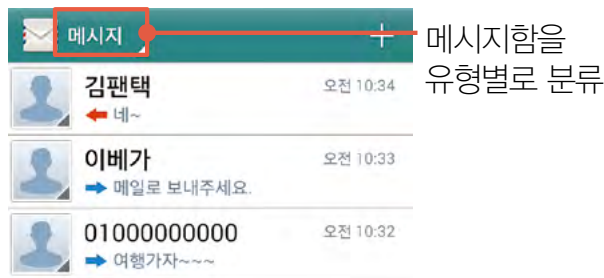 메시지
메시지함을
유형별로 분류
김팬택
오전 10:34
네~
이베가
오전 10:33
메일로 보내주세요.
01000000000
오전 10:32
여행가자~~~